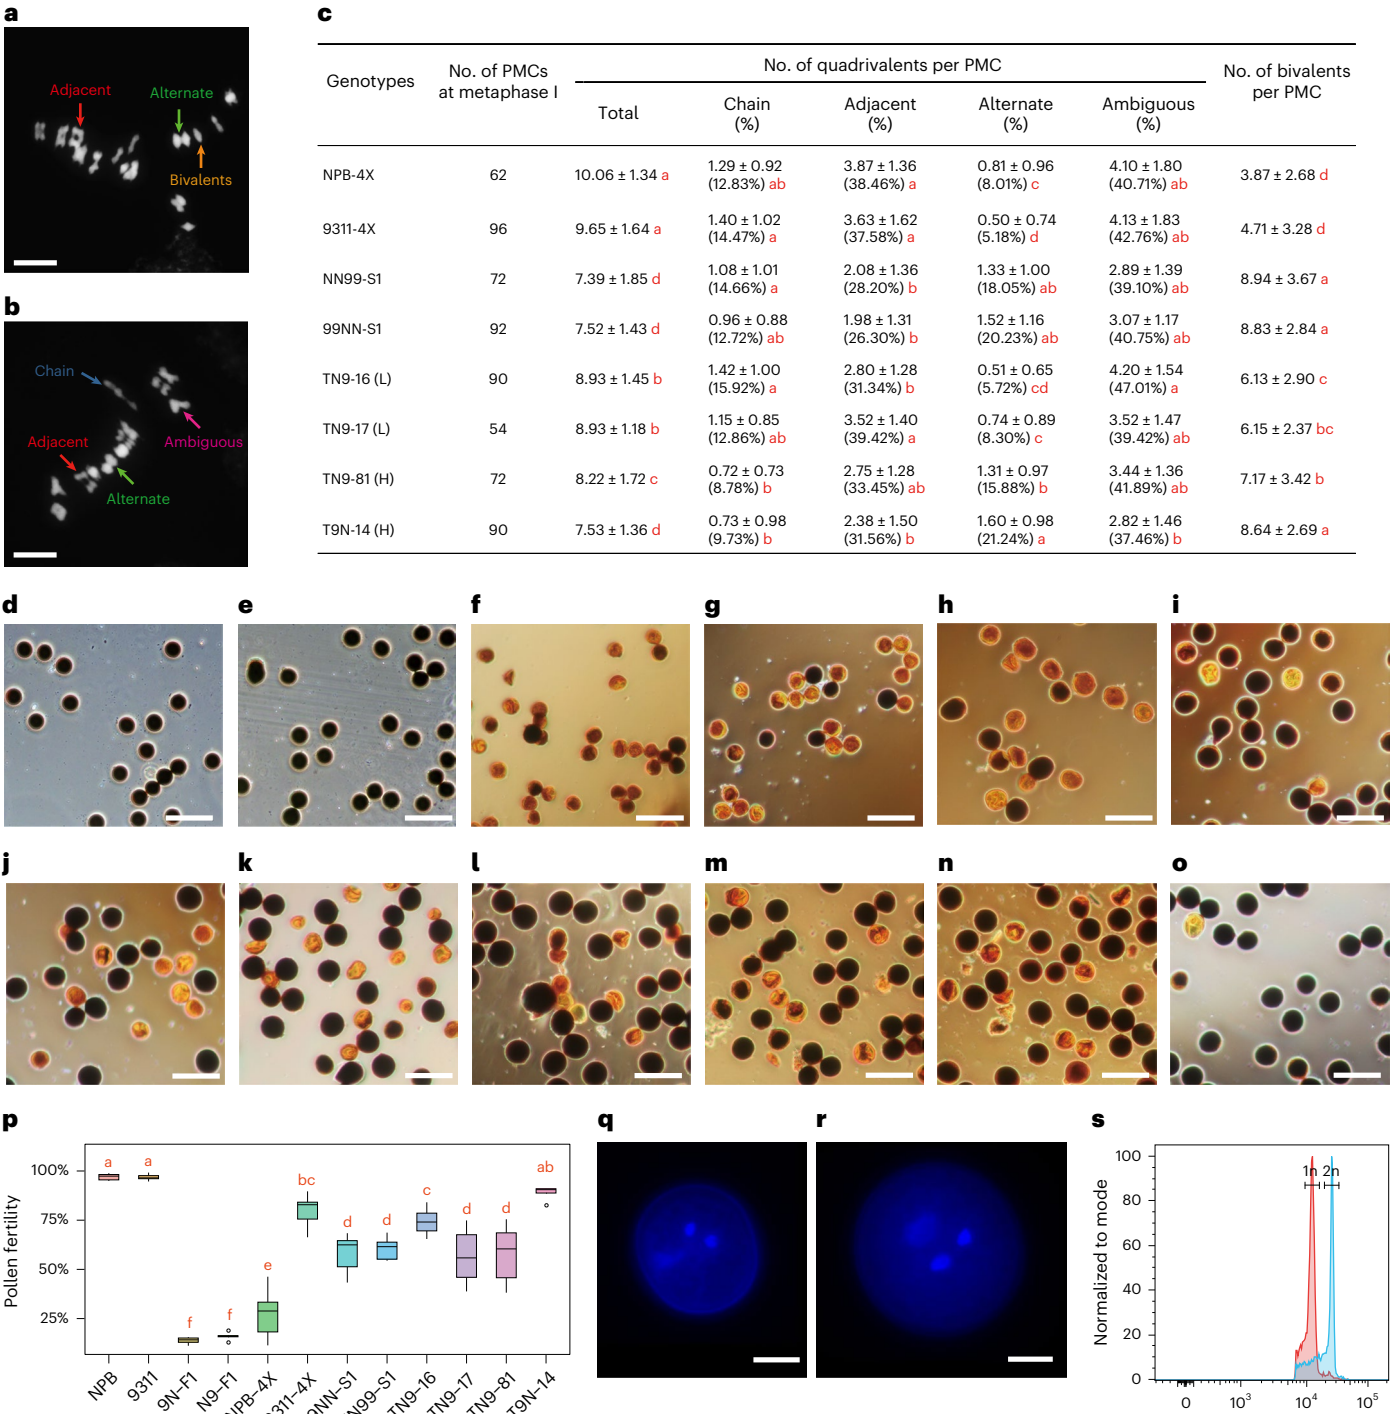 a
Adjacent
Alternate
Bivalents
b
Chain
Adjacent
Ambiguous
Alternate
c
Genotypes
No. of PMCs
at metaphase I
No. of quadrivalents per PMC
No. of bivalents
per PMC
Total
Chain
(%)
Adjacent
(%)
Alternate
(%)
Ambiguous
(%)
NPB-4X 62 10.06 ± 1.34 a 1.29 ± 0.92 3.87 ± 1.36 0.81 ± 0.96 4.10 ± 1.80 3.87 ± 2.68 d
(12.83%) ab (38.46%) a (8.01%) c (40.71%) ab
9311-4X 96 9.65 ± 1.64 a 1.40 ± 1.02 3.63 ± 1.62 0.50 ± 0.74 4.13 ± 1.83 4.71 ± 3.28 d
(14.47%) a (37.58%) a (5.18%) d (42.76%) ab
NN99-S1 72 7.39 ± 1.85 d 1.08 ± 1.01 2.08 ± 1.36 1.33 ± 1.00 2.89 ± 1.39 8.94 ± 3.67 a
(14.66%) a (28.20%) b (18.05%) ab (39.10%) ab
99NN-S1 92 7.52 ± 1.43 d 0.96 ± 0.88 1.98 ± 1.31 1.52 ± 1.16 3.07 ± 1.17 8.83 ± 2.84 a
(12.72%) ab (26.30%) b (20.23%) ab (40.75%) ab
TN9-16 (L) 90 8.93 ± 1.45 b 1.42 ± 1.00 2.80 ± 1.28 0.51 ± 0.65 4.20 ± 1.54 6.13 ± 2.90 c
(15.92%) a (31.34%) b (5.72%) cd (47.01%) a
TN9-17 (L) 54 8.93 ± 1.18 b 1.15 ± 0.85 3.52 ± 1.40 0.74 ± 0.89 3.52 ± 1.47 6.15 ± 2.37 bc
(12.86%) ab (39.42%) a (8.30%) c (39.42%) ab
TN9-81 (H) 72 8.22 ± 1.72 c 0.72 ± 0.73 2.75 ± 1.28 1.31 ± 0.97 3.44 ± 1.36 7.17 ± 3.42 b
(8.78%) b (33.45%) ab (15.88%) b (41.89%) ab
T9N-14 (H) 90 7.53 ± 1.36 d 0.73 ± 0.98 2.38 ± 1.50 1.60 ± 0.98 2.82 ± 1.46 8.64 ± 2.69 a
(9.73%) b (31.56%) b (21.24%) a (37.46%) b
d
e
f
g
h
i
j
k
l
m
n
o
p
Pollen fertility
100%
75%
50%
25%
a
a
f
f
e
bc
d
d
c
d
d
ab
NPB
9311
9N-F1
N9-F1
NPB-4X
TN9-16
TN9-17
TN9-81
T9N-14
q
r
s
Normalized to mode
100
80
60
40
20
0
1n
2n
0
10³
10⁴
10⁵